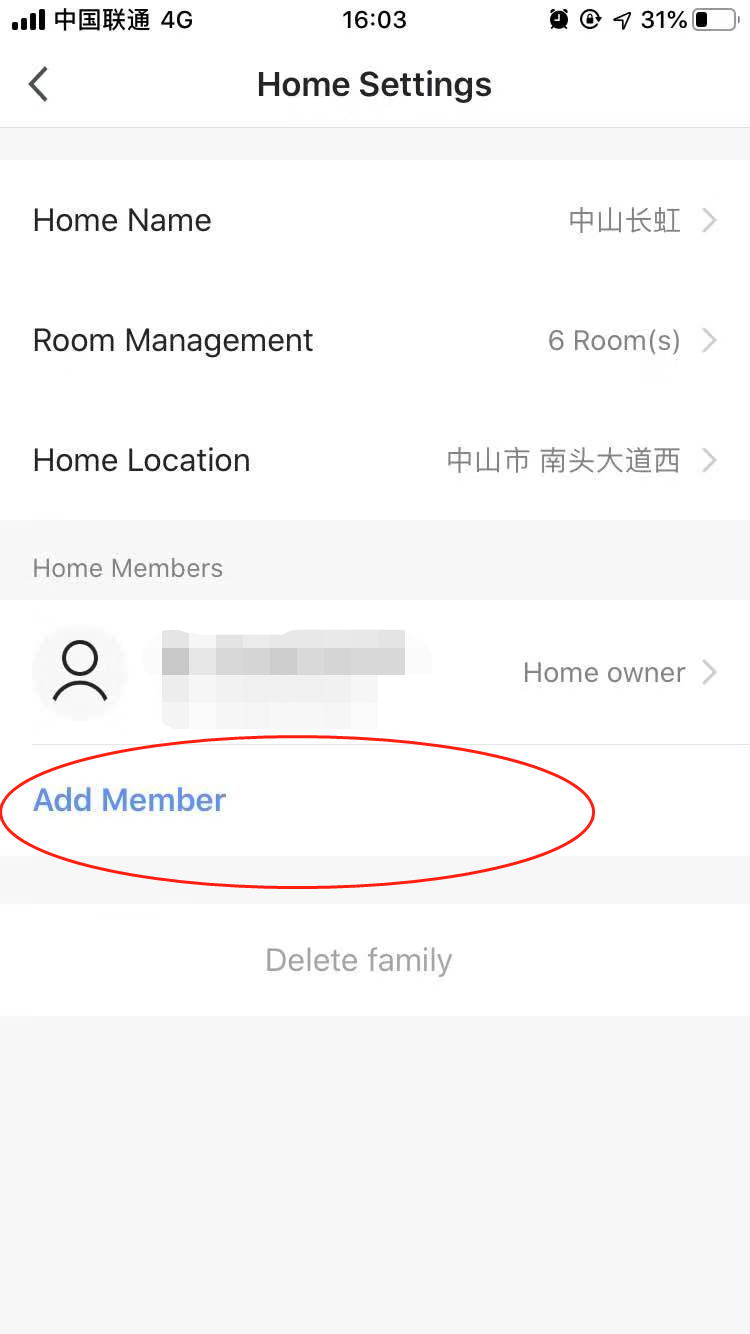 中国联通 4G 16:03 31%
Home Settings
Home Name 中山长虹
Room Management 6 Room(s)
Home Location 中山市 南头大道西
Home Members
Home owner
Add Member
Delete family